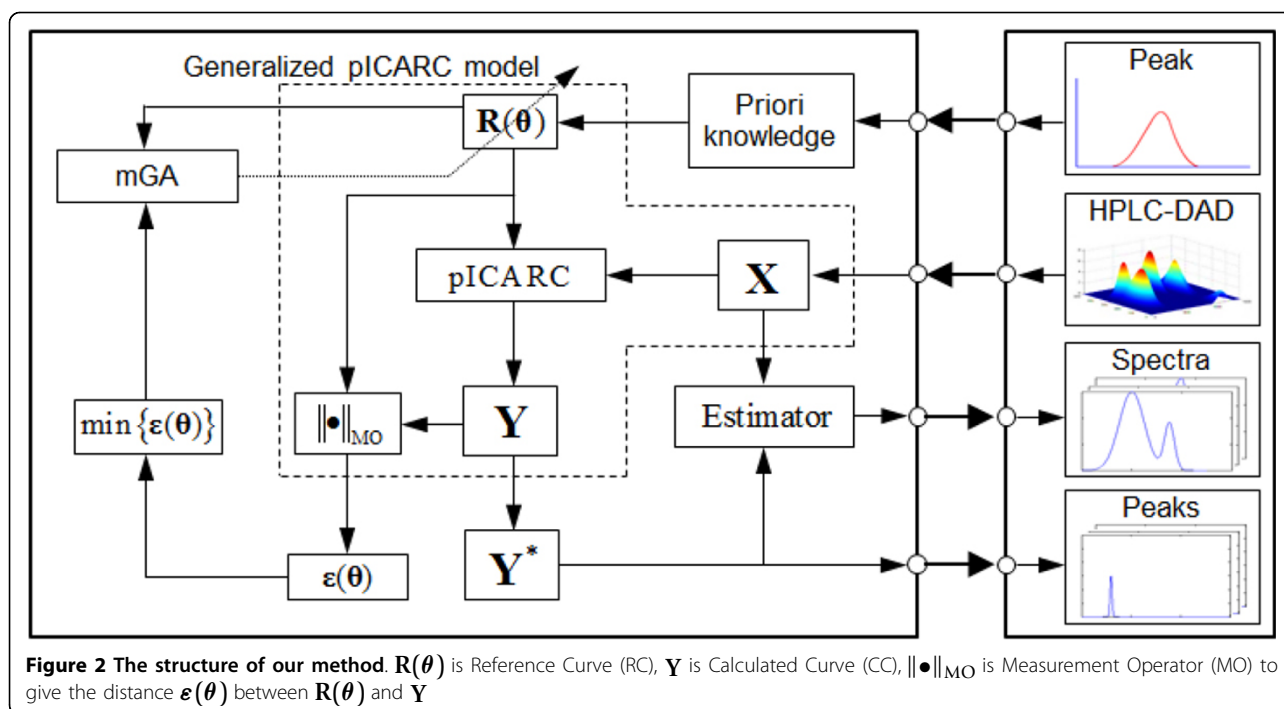 Generalized pICARC model
R(θ)
Priori
knowledge
mGA
pICARC
X
min{ε(θ)}
‖•‖MO
Y
Estimator
ε(θ)
Y*
Peak
HPLC-DAD
Spectra
Peaks
Figure 2 The structure of our method. R(θ) is Reference Curve (RC), Y is Calculated Curve (CC), ‖•‖MO is Measurement Operator (MO) to
give the distance ε(θ) between R(θ) and Y